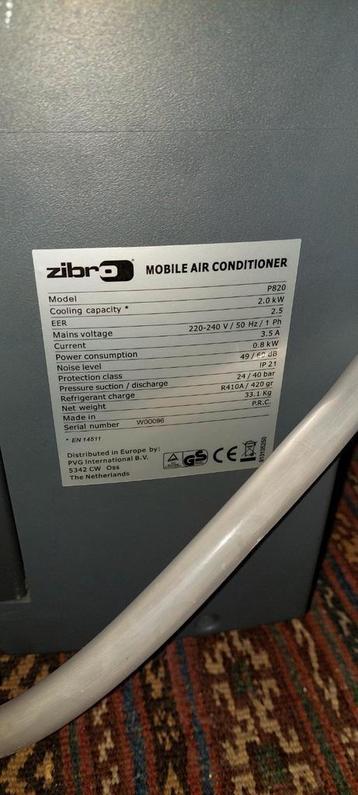 zibro MOBILE AIR CONDITIONER
Model P820
Cooling capacity * 2.0 kW
EER 2.5
Mains voltage 220-240 V / 50 Hz / 1 Ph
Current 3.5 A
Power consumption 0.8 kW
Noise level 49 / dB
Protection class IP 21
Pressure suction / discharge 24 / 40 bar
Refrigerant charge R410A / 420 gr
Net weight 33.1 Kg
Made in P.R.C.
Serial number W00096
* EN 14511
Distributed in Europe by:
PVG International B.V.
5342 CW Oss
The Netherlands
GS CE